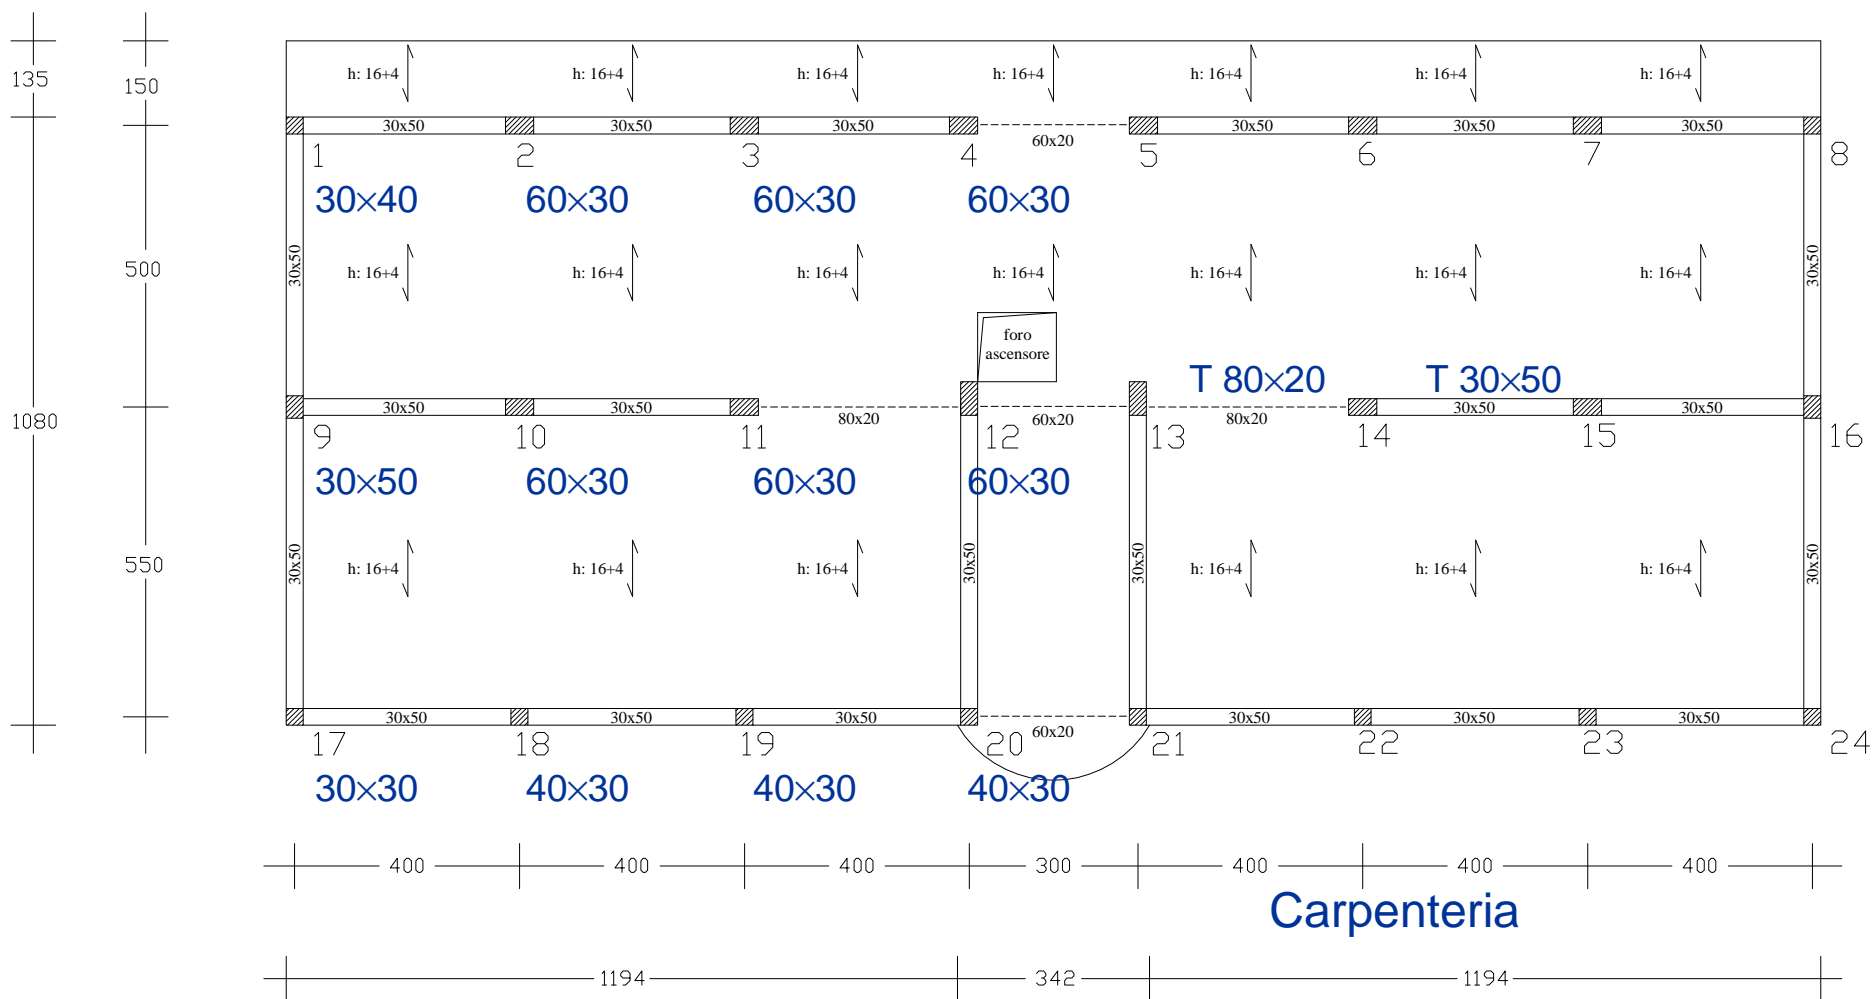 135
150
h: 16+4 h: 16+4 h: 16+4 h: 16+4 h: 16+4 h: 16+4 h: 16+4
30x50 30x50 30x50 60x20 30x50 30x50 30x50
1 2 3 4 5 6 7 8
30×40 60×30 60×30 60×30
500
30x50 30x50
h: 16+4 h: 16+4 h: 16+4 h: 16+4 h: 16+4 h: 16+4 h: 16+4
foro
ascensore
T 80×20 T 30×50
1080
30x50 30x50 80x20 60x20 80x20 30x50 30x50
9 10 11 12 13 14 15 16
30×50 60×30 60×30 60×30
550
30x50 30x50 30x50 30x50
h: 16+4 h: 16+4 h: 16+4 h: 16+4 h: 16+4 h: 16+4
30x50 30x50 30x50 60x20 30x50 30x50 30x50
17 18 19 20 21 22 23 24
30×30 40×30 40×30 40×30
400 400 400 300 400 400 400
Carpenteria
1194 342 1194